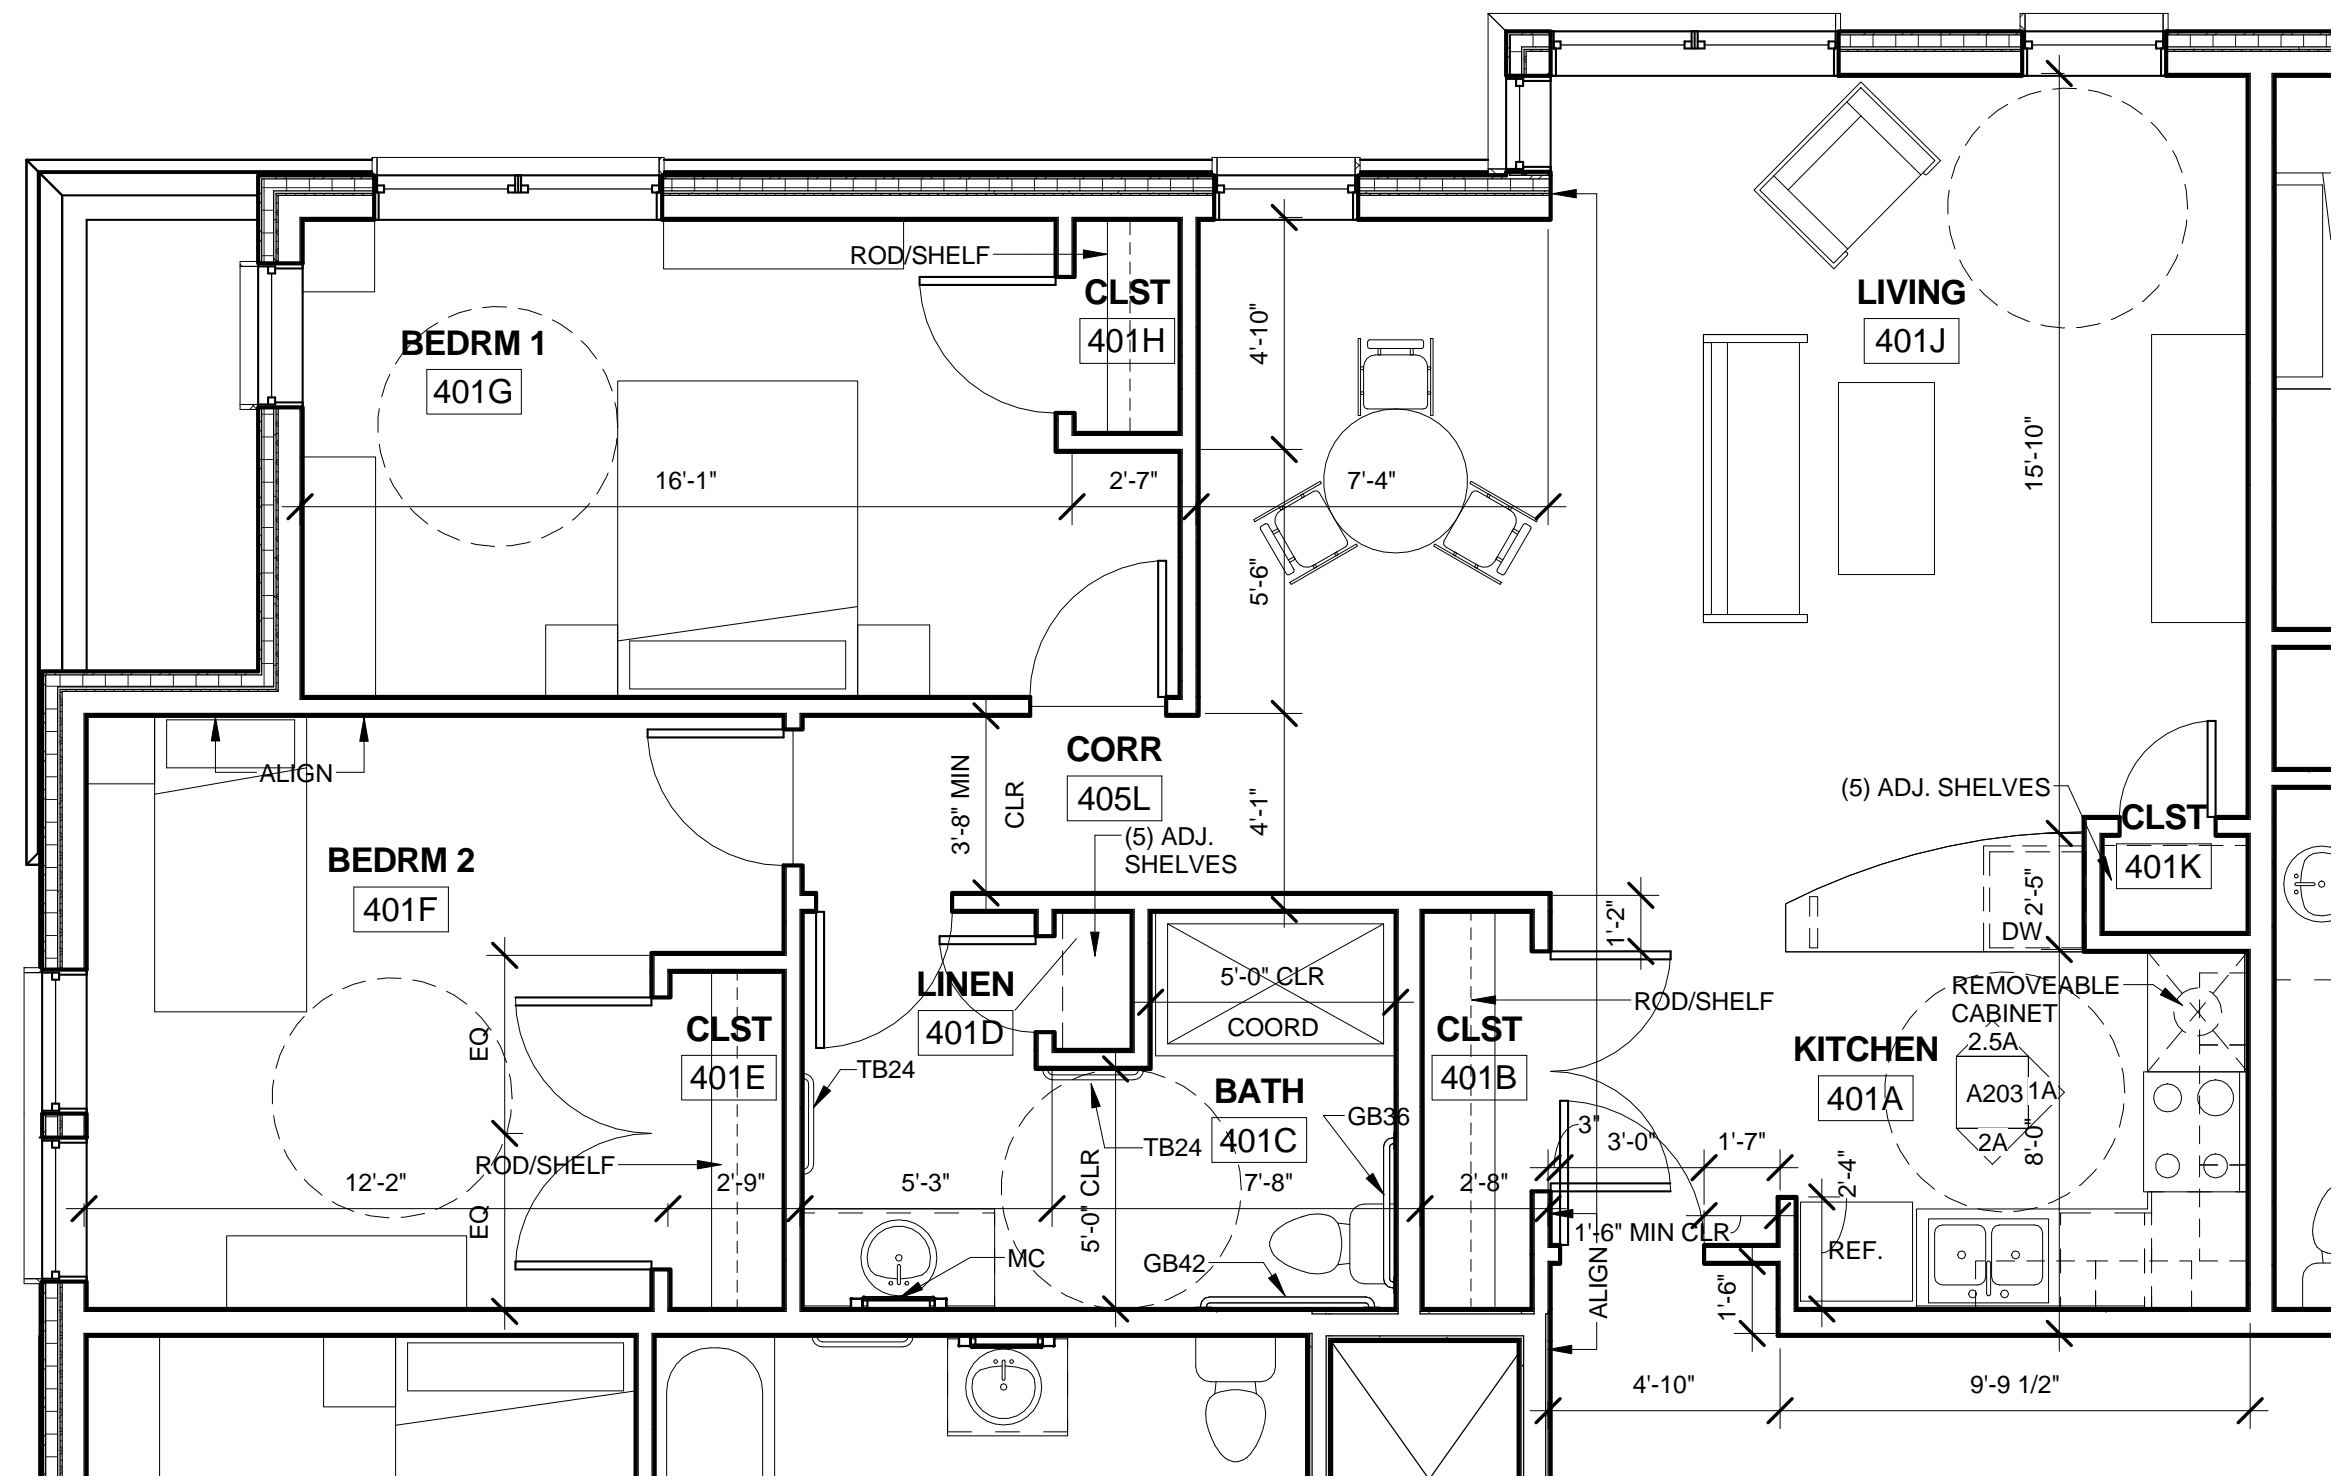 ROD/SHELF
CLST
401H
BEDRM 1
401G
4'-10"
LIVING
401J
16'-1"
2'-7"
7'-4"
15'-10"
5'-6"
ALIGN
CORR
405L
3'-8" MIN
CLR
4'-1"
(5) ADJ.
SHELVES
(5) ADJ. SHELVES
CLST
401K
BEDRM 2
401F
1'-2"
2'-5"
DW
LINEN
401D
5'-0" CLR
COORD
ROD/SHELF
REMOVEABLE
CABINET
EQ
CLST
401E
CLST
401B
KITCHEN
401A
2.5A
A203
1A
2A
8'-0"
TB24
BATH
401C
GB36
TB24
3"
3'-0"
1'-7"
2'-4"
ROD/SHELF
12'-2"
2'-9"
5'-3"
5'-0" CLR
7'-8"
2'-8"
EQ
1'-6" MIN CLR
REF.
MC
GB42
ALIGN
1'-6"
4'-10"
9'-9 1/2"